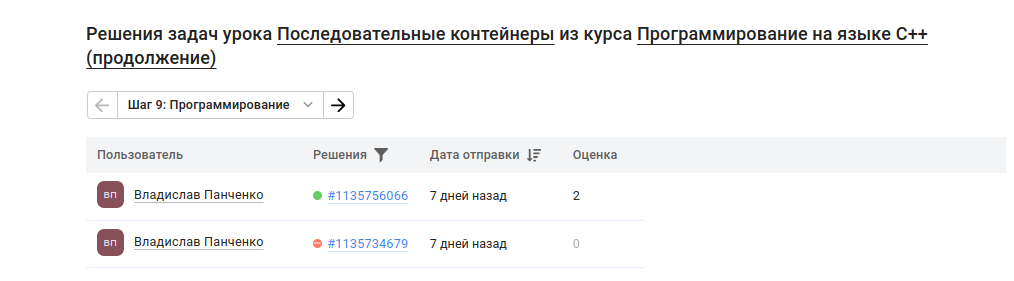 Решения задач урока Последовательные контейнеры из курса Программирование на языке C++
(продолжение)
Шаг 9: Программирование
Пользователь Решения Дата отправки Оценка
ВП Владислав Панченко #1135756066 7 дней назад 2
ВП Владислав Панченко #1135734679 7 дней назад 0